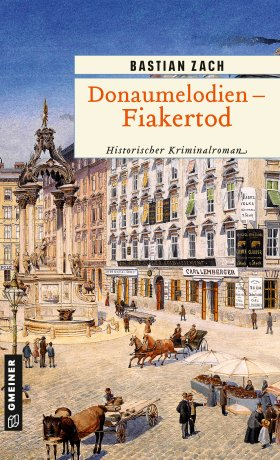 BASTIAN ZACH
Donaumelodien –
Fiakertod
Historischer Kriminalroman
CARL LEMBERGER
GMEINER